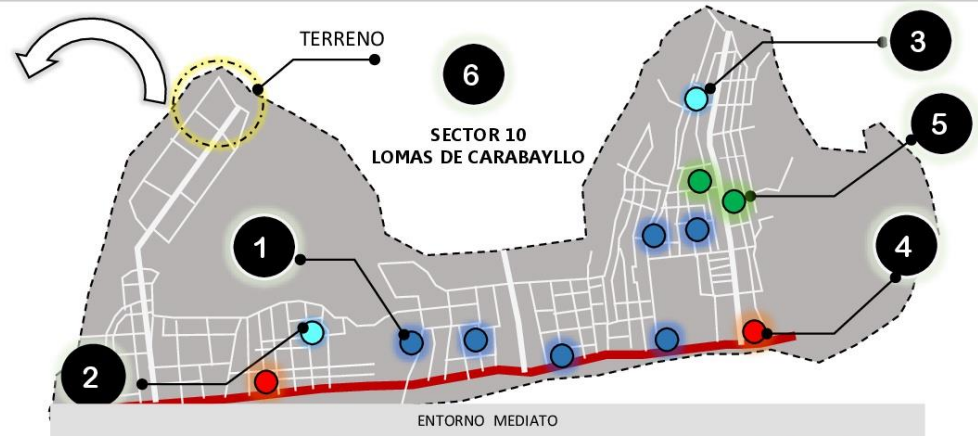 TERRENO
3
6
5
SECTOR 10
LOMAS DE CARABAYLLO
1
4
2
ENTORNO MEDIATO